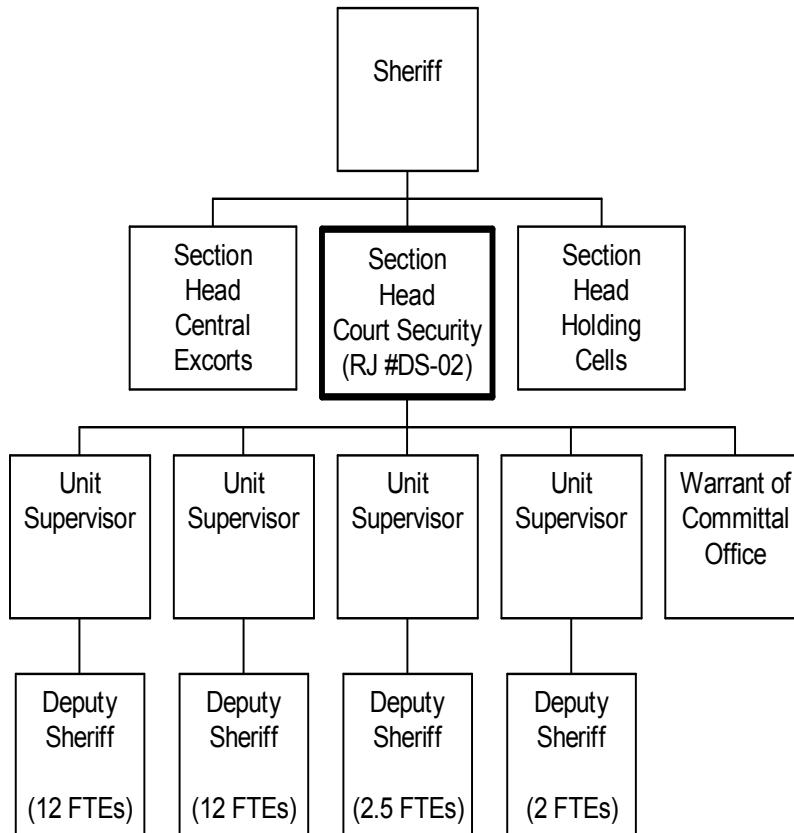 Sheriff
Section
Head
Central
Excorts
Section
Head
Court Security
(RJ #DS-02)
Section
Head
Holding
Cells
Unit
Supervisor
Unit
Supervisor
Unit
Supervisor
Unit
Supervisor
Warrant of
Committal
Office
Deputy
Sheriff
(12 FTEs)
Deputy
Sheriff
(12 FTEs)
Deputy
Sheriff
(2.5 FTEs)
Deputy
Sheriff
(2 FTEs)